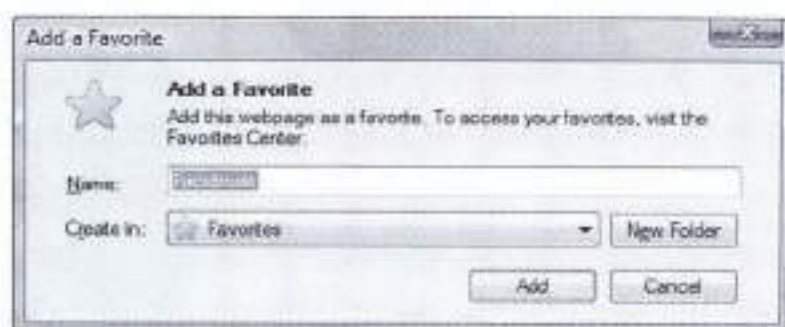 Add a Favorite
Add a Favorite
Add this webpage as a favorite. To access your favorites, visit the
Favorites Center.
Name:
Create in: Favorites New Folder
Add Cancel